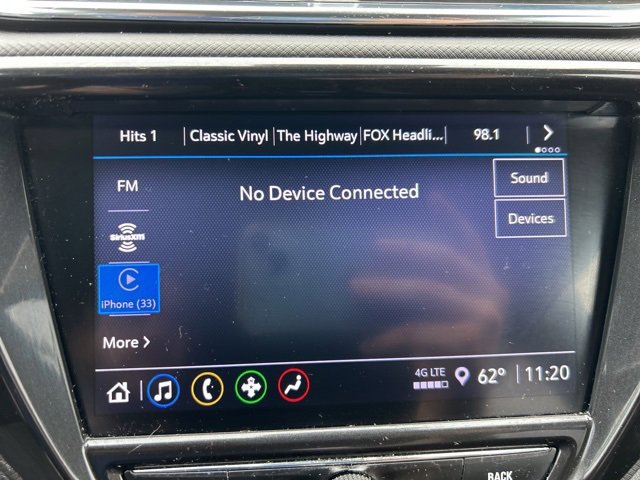 Hits 1 | Classic Vinyl | The Highway | FOX Headli... | 98.1
FM
No Device Connected
Sound
SiriusXM
Devices
iPhone (33)
More >
4G LTE
62° | 11:20
BACK